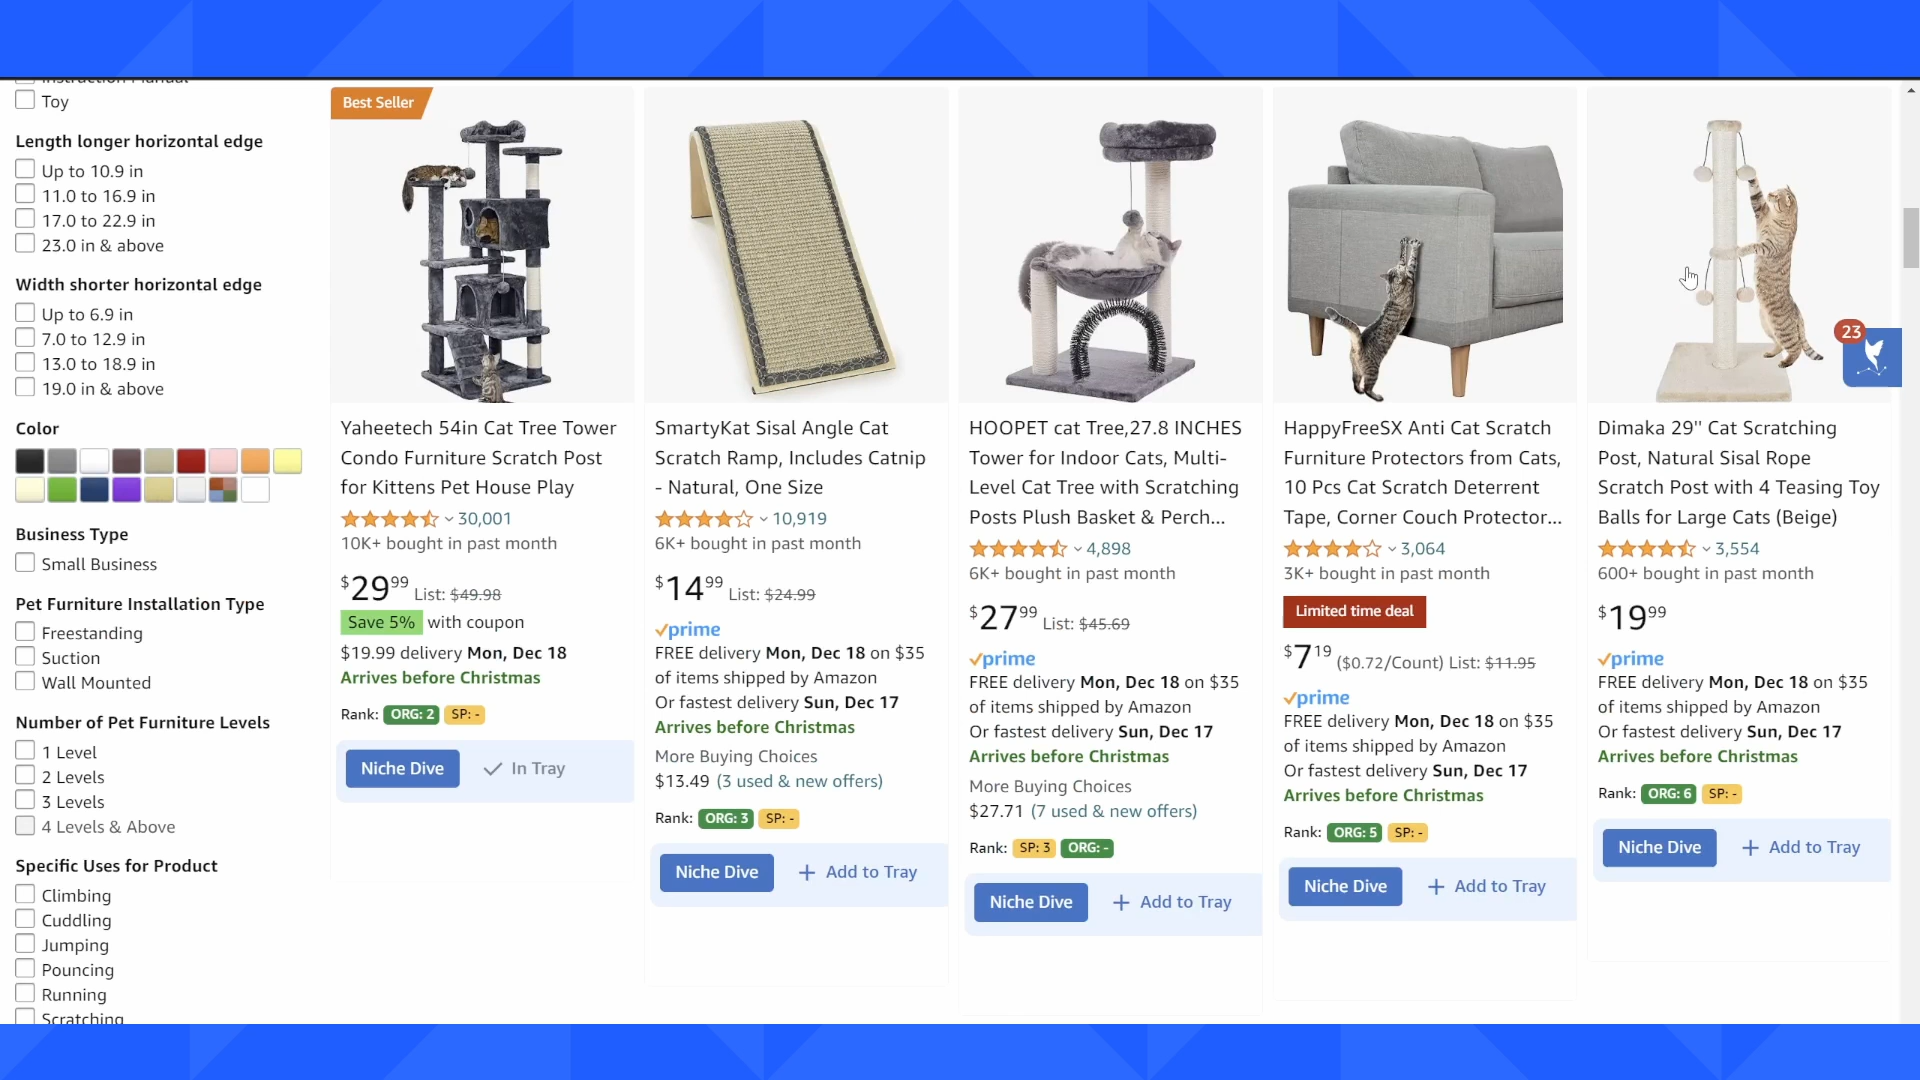 Instruction Manual
Toy
Length longer horizontal edge
Up to 10.9 in
11.0 to 16.9 in
17.0 to 22.9 in
23.0 in & above
Width shorter horizontal edge
Up to 6.9 in
7.0 to 12.9 in
13.0 to 18.9 in
19.0 in & above
Color
Business Type
Small Business
Pet Furniture Installation Type
Freestanding
Suction
Wall Mounted
Number of Pet Furniture Levels
1 Level
2 Levels
3 Levels
4 Levels & Above
Specific Uses for Product
Climbing
Cuddling
Jumping
Pouncing
Running
Scratching
Best Seller
Yaheetech 54in Cat Tree Tower
Condo Furniture Scratch Post
for Kittens Pet House Play
30,001
10K+ bought in past month
$2999 List: $49.98
Save 5% with coupon
$19.99 delivery Mon, Dec 18
Arrives before Christmas
Rank: ORG: 2 SP: -
Niche Dive In Tray
SmartyKat Sisal Angle Cat
Scratch Ramp, Includes Catnip
- Natural, One Size
10,919
6K+ bought in past month
$1499 List: $24.99
prime
FREE delivery Mon, Dec 18 on $35
of items shipped by Amazon
Or fastest delivery Sun, Dec 17
Arrives before Christmas
More Buying Choices
$13.49 (3 used & new offers)
Rank: ORG: 3 SP: -
Niche Dive + Add to Tray
HOOPET cat Tree,27.8 INCHES
Tower for Indoor Cats, Multi-
Level Cat Tree with Scratching
Posts Plush Basket & Perch...
4,898
6K+ bought in past month
$2799 List: $45.69
prime
FREE delivery Mon, Dec 18 on $35
of items shipped by Amazon
Or fastest delivery Sun, Dec 17
Arrives before Christmas
More Buying Choices
$27.71 (7 used & new offers)
Rank: SP: 3 ORG: -
Niche Dive + Add to Tray
HappyFreeSX Anti Cat Scratch
Furniture Protectors from Cats,
10 Pcs Cat Scratch Deterrent
Tape, Corner Couch Protector...
3,064
3K+ bought in past month
Limited time deal
$719 ($0.72/Count) List: $11.95
prime
FREE delivery Mon, Dec 18 on $35
of items shipped by Amazon
Or fastest delivery Sun, Dec 17
Arrives before Christmas
Rank: ORG: 5 SP: -
Niche Dive + Add to Tray
23
Dimaka 29'' Cat Scratching
Post, Natural Sisal Rope
Scratch Post with 4 Teasing Toy
Balls for Large Cats (Beige)
3,554
600+ bought in past month
$1999
prime
FREE delivery Mon, Dec 18 on $35
of items shipped by Amazon
Or fastest delivery Sun, Dec 17
Arrives before Christmas
Rank: ORG: 6 SP: -
Niche Dive + Add to Tray